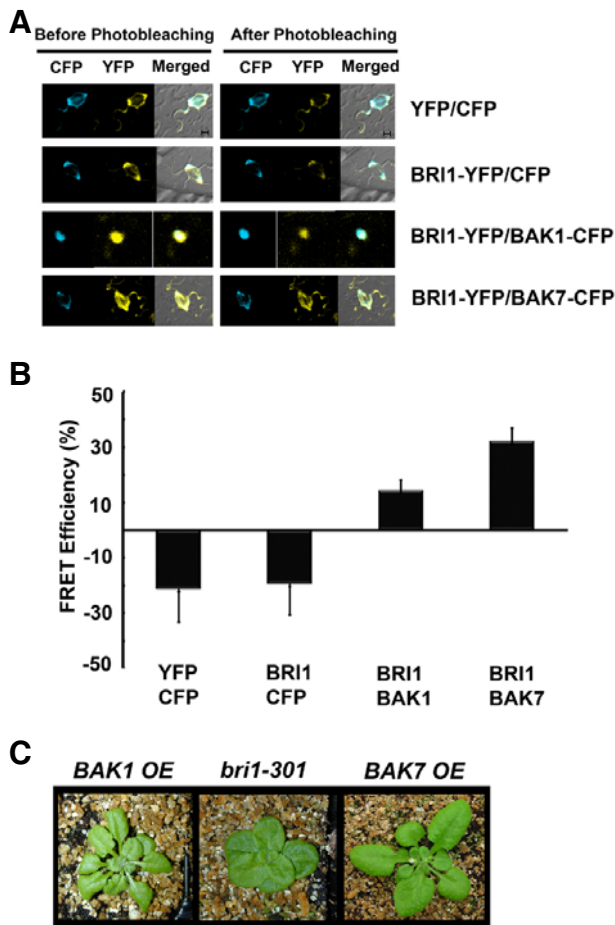 A
Before Photobleaching After Photobleaching
CFP YFP Merged CFP YFP Merged
YFP/CFP
BRI1-YFP/CFP
BRI1-YFP/BAK1-CFP
BRI1-YFP/BAK7-CFP
B
FRET Efficiency (%)
50
30
10
-10
-30
-50
YFP BRI1 BRI1 BRI1
CFP CFP BAK1 BAK7
C
BAK1 OE bri1-301 BAK7 OE